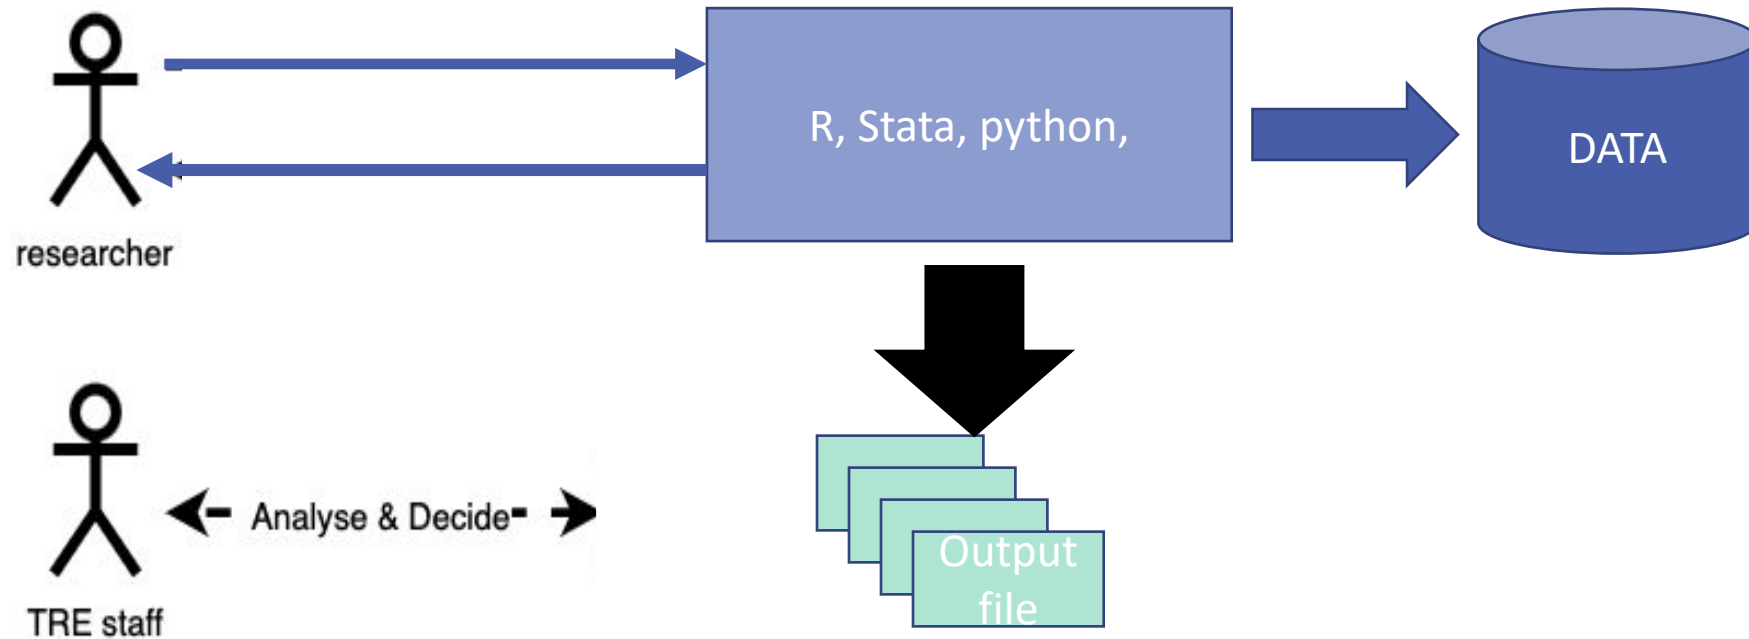 R, Stata, python,
DATA
researcher
Analyse & Decide
Output
file
TRE staff